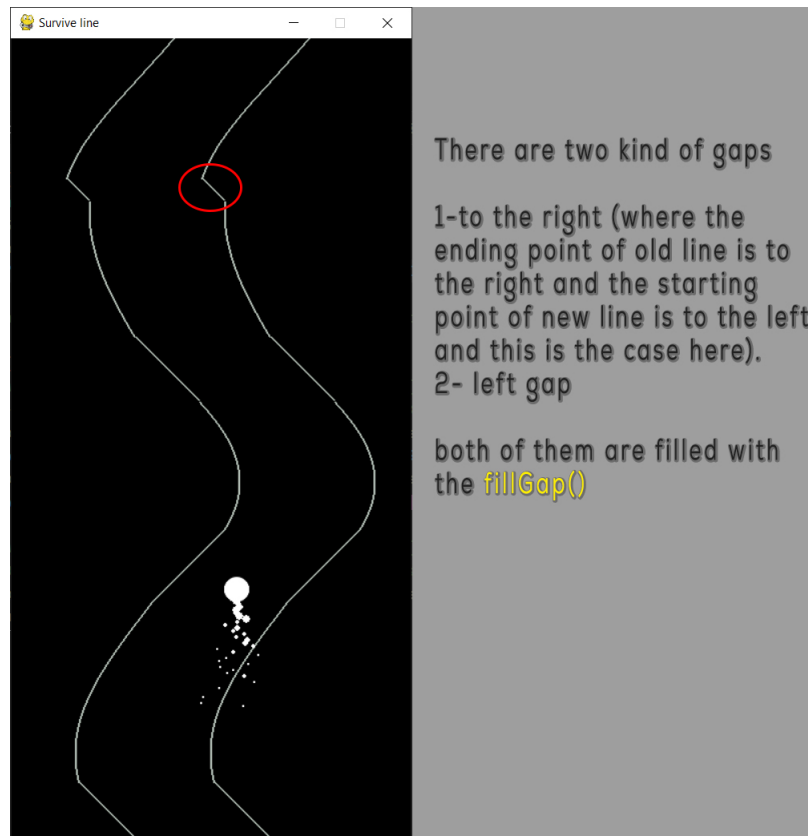 Survive line
There are two kind of gaps
1-to the right (where the
ending point of old line is to
the right and the starting
point of new line is to the left
and this is the case here).
2- left gap
both of them are filled with
the fillGap()